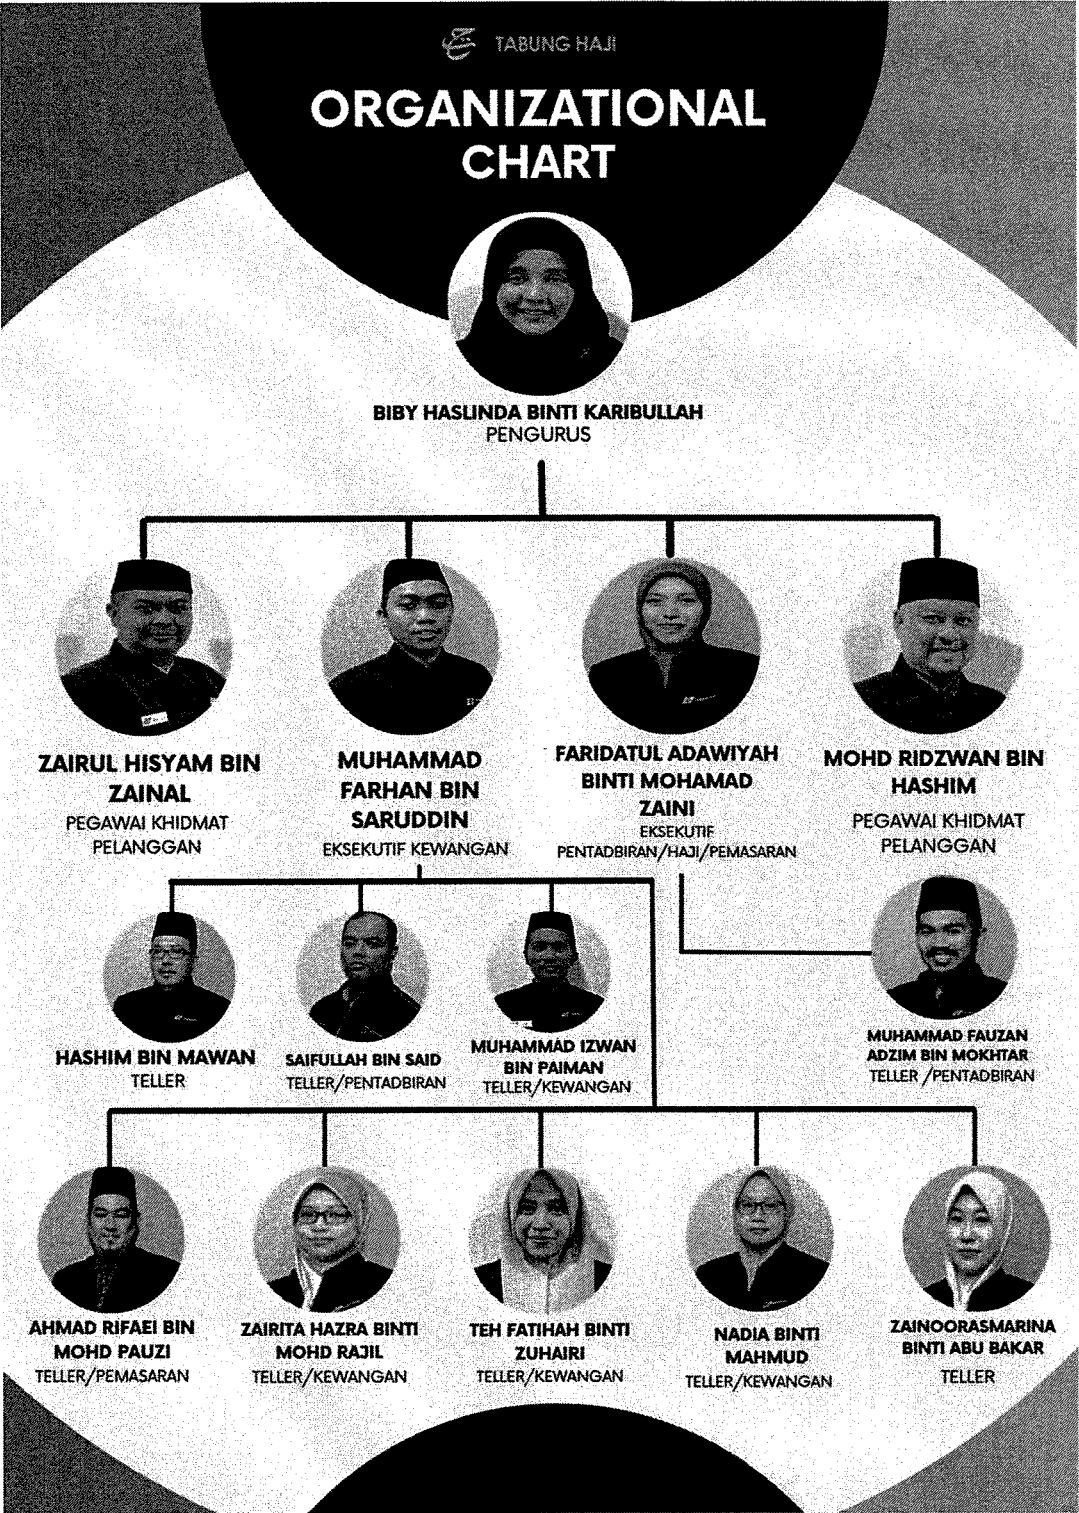 TABUNG HAJI
ORGANIZATIONAL
CHART
BIBY HASLINDA BINTI KARIBULLAH
PENGURUS
ZAIRUL HISYAM BIN
ZAINAL
PEGAWAI KHIDMAT
PELANGGAN
MUHAMMAD
FARHAN BIN
SARUDDIN
EKSEKUTIF KEWANGAN
FARIDATUL ADAWIYAH
BINTI MOHAMAD
ZAINI
EKSEKUTIF
PENTADBIRAN/HAJI/PEMASARAN
MOHD RIDZWAN BIN
HASHIM
PEGAWAI KHIDMAT
PELANGGAN
HASHIM BIN MAWAN
TELLER
SAIFULLAH BIN SAID
TELLER/PENTADBIRAN
MUHAMMAD IZWAN
BIN PAIMAN
TELLER/KEWANGAN
MUHAMMAD FAUZAN
ADZIM BIN MOKHTAR
TELLER /PENTADBIRAN
AHMAD RIFAEI BIN
MOHD PAUZI
TELLER/PEMASARAN
ZAIRITA HAZRA BINTI
MOHD RAJIL
TELLER/KEWANGAN
TEH FATIHAH BINTI
ZUHAIRI
TELLER/KEWANGAN
NADIA BINTI
MAHMUD
TELLER/KEWANGAN
ZAINOORASMARINA
BINTI ABU BAKAR
TELLER